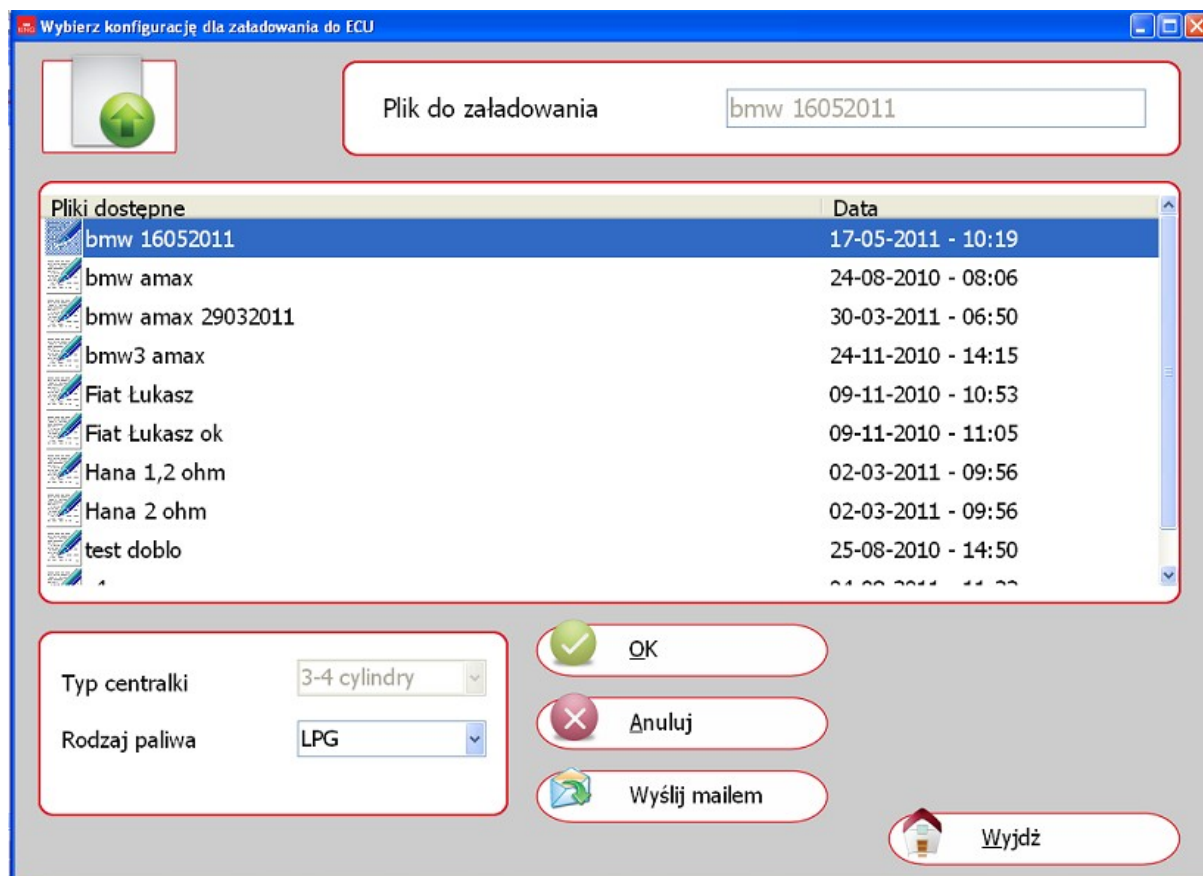 Wybierz konfigurację dla załadowania do ECU
Plik do załadowania bmw 16052011
Pliki dostępne Data
bmw 16052011 17-05-2011 - 10:19
bmw amax 24-08-2010 - 08:06
bmw amax 29032011 30-03-2011 - 06:50
bmw3 amax 24-11-2010 - 14:15
Fiat Łukasz 09-11-2010 - 10:53
Fiat Łukasz ok 09-11-2010 - 11:05
Hana 1,2 ohm 02-03-2011 - 09:56
Hana 2 ohm 02-03-2011 - 09:56
test doblo 25-08-2010 - 14:50
Typ centralki 3-4 cylindry
Rodzaj paliwa LPG
OK
Anuluj
Wyślij mailem
Wyjdż